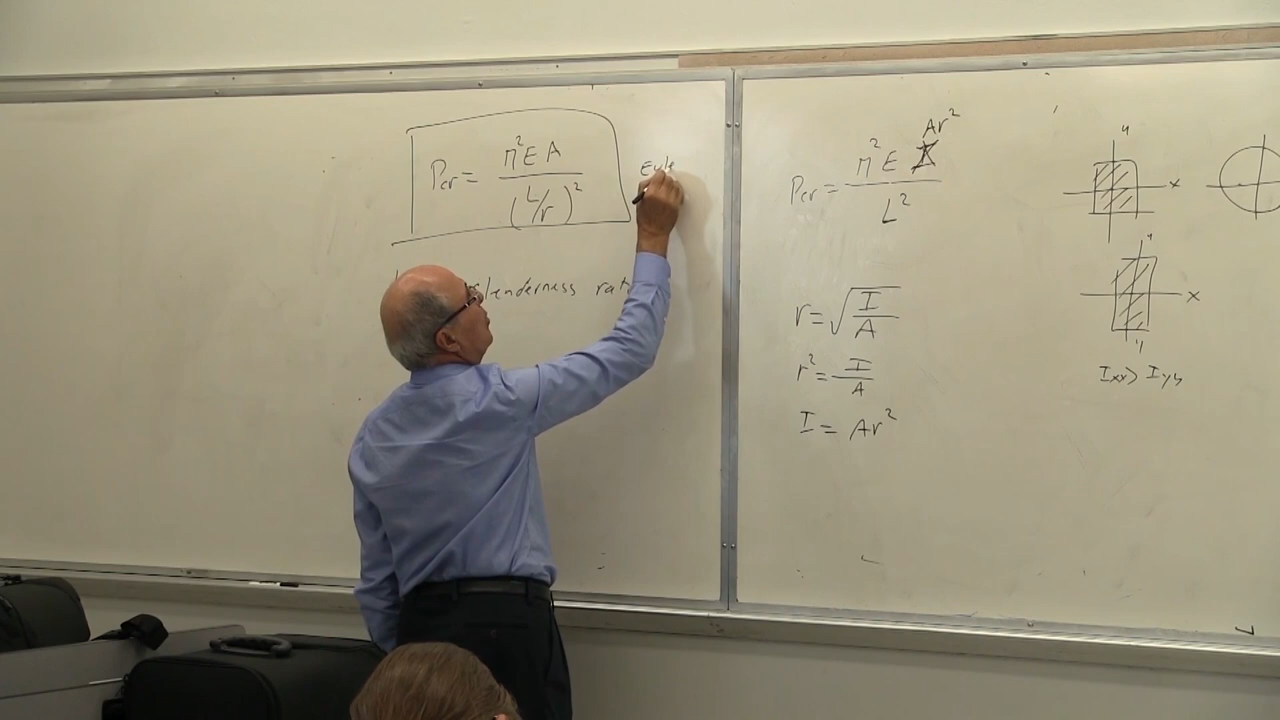 Pcr = π²EA / (L/r)²
Eule
slenderness rat
Ar²
Pcr = π²E I / L²
r = √(I/A)
r² = I/A
I = Ar²
y
x
y
x
y
Ixx > Iyy